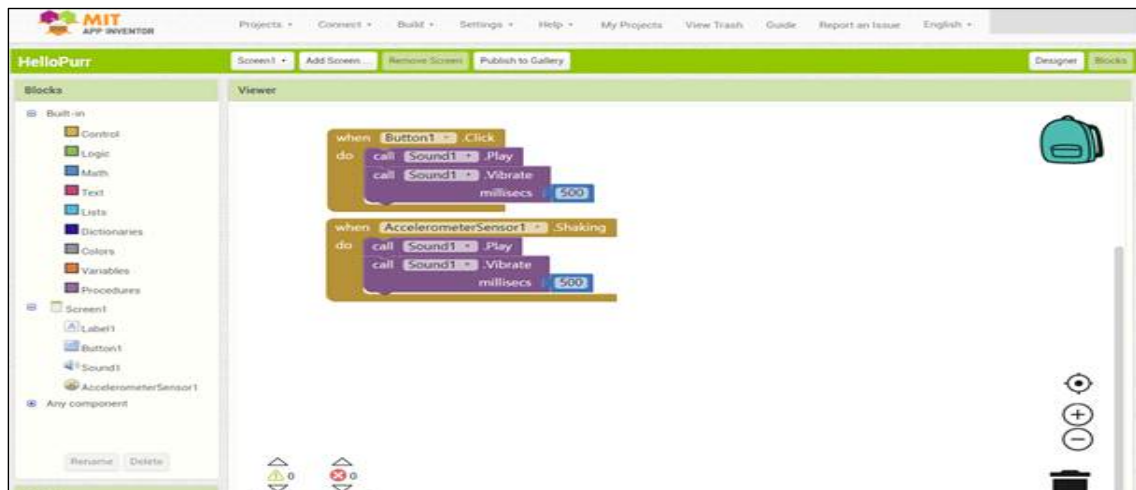 MIT
APP INVENTOR
Projects Connect Build Settings Help My Projects View Trash Guide Report an Issue English
HelloPurr
Screen1 Add Screen ... Remove Screen Publish to Gallery
Designer Blocks
Blocks
Viewer
Built-in
Control
Logic
Math
Text
Lists
Dictionaries
Colors
Variables
Procedures
Screen1
Label1
Button1
Sound1
AccelerometerSensor1
Any component
Rename Delete
when Button1 .Click
do call Sound1 .Play
call Sound1 .Vibrate
millisecs 500
when AccelerometerSensor1 .Shaking
do call Sound1 .Play
call Sound1 .Vibrate
millisecs 500
0 0